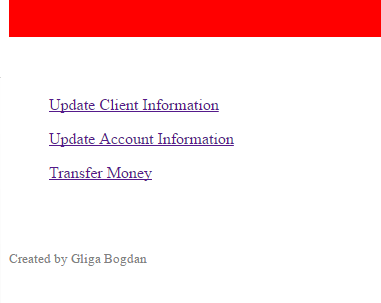 Update Client Information
Update Account Information
Transfer Money
Created by Gliga Bogdan